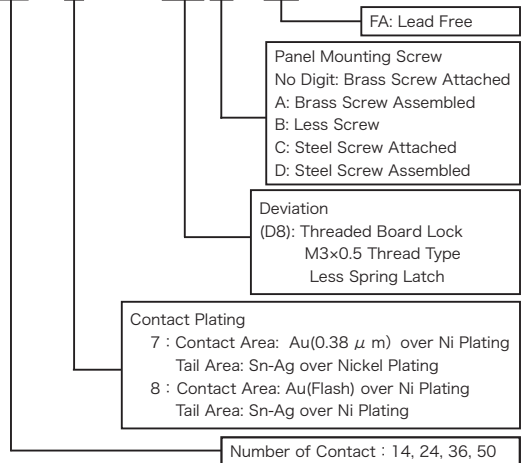 FA: Lead Free
Panel Mounting Screw
No Digit: Brass Screw Attached
A: Brass Screw Assembled
B: Less Screw
C: Steel Screw Attached
D: Steel Screw Assembled
Deviation
(D8): Threaded Board Lock
M3×0.5 Thread Type
Less Spring Latch
Contact Plating
7：Contact Area: Au(0.38 μ m) over Ni Plating
Tail Area: Sn-Ag over Nickel Plating
8：Contact Area: Au(Flash) over Ni Plating
Tail Area: Sn-Ag over Ni Plating
Number of Contact：14, 24, 36, 50